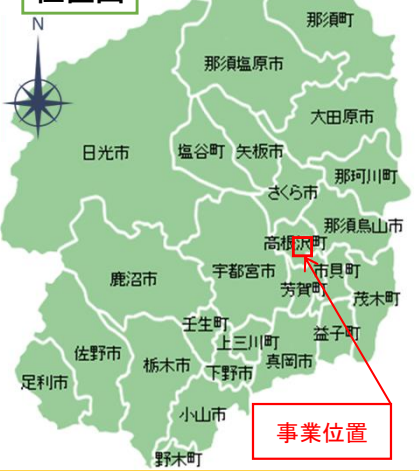 N
那須町
那須塩原市
大田原市
日光市
塩谷町
矢板市
那珂川町
さくら市
那須烏山市
高根沢町
宇都宮市
市貝町
鹿沼市
芳賀町
茂木町
壬生町
上三川町
益子町
佐野市
栃木市
下野市
真岡市
足利市
小山市
事業位置
野木町